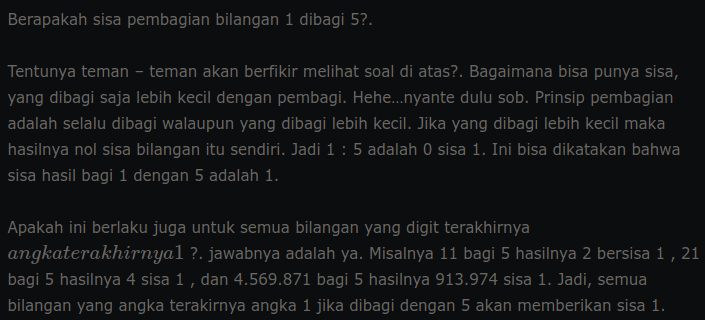 Berapakah sisa pembagian bilangan 1 dibagi 5?.
Tentunya teman – teman akan berfikir melihat soal di atas?. Bagaimana bisa punya sisa,
yang dibagi saja lebih kecil dengan pembagi. Hehe...nyante dulu sob. Prinsip pembagian
adalah selalu dibagi walaupun yang dibagi lebih kecil. Jika yang dibagi lebih kecil maka
hasilnya nol sisa bilangan itu sendiri. Jadi 1 : 5 adalah 0 sisa 1. Ini bisa dikatakan bahwa
sisa hasil bagi 1 dengan 5 adalah 1.
Apakah ini berlaku juga untuk semua bilangan yang digit terakhirnya
angkaterakhirnya1 ?. jawabnya adalah ya. Misalnya 11 bagi 5 hasilnya 2 bersisa 1 , 21
bagi 5 hasilnya 4 sisa 1 , dan 4.569.871 bagi 5 hasilnya 913.974 sisa 1. Jadi, semua
bilangan yang angka terakirnya angka 1 jika dibagi dengan 5 akan memberikan sisa 1.